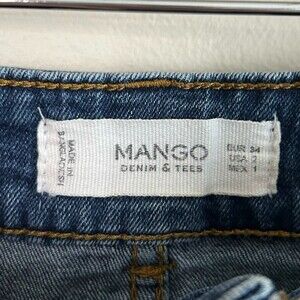 MADE IN
BANGLADESH
MANGO
DENIM & TEES
EUR 34
USA 2
MEX 1